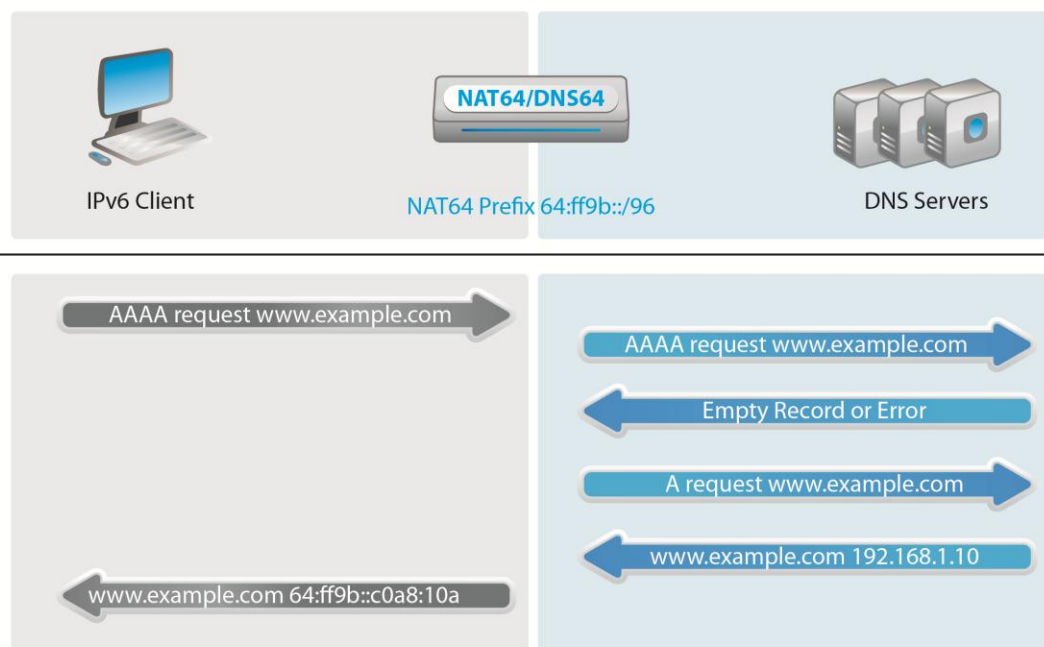 NAT64/DNS64
IPv6 Client
NAT64 Prefix 64:ff9b::/96
DNS Servers
AAAA request www.example.com
AAAA request www.example.com
Empty Record or Error
A request www.example.com
www.example.com 192.168.1.10
www.example.com 64:ff9b::c0a8:10a